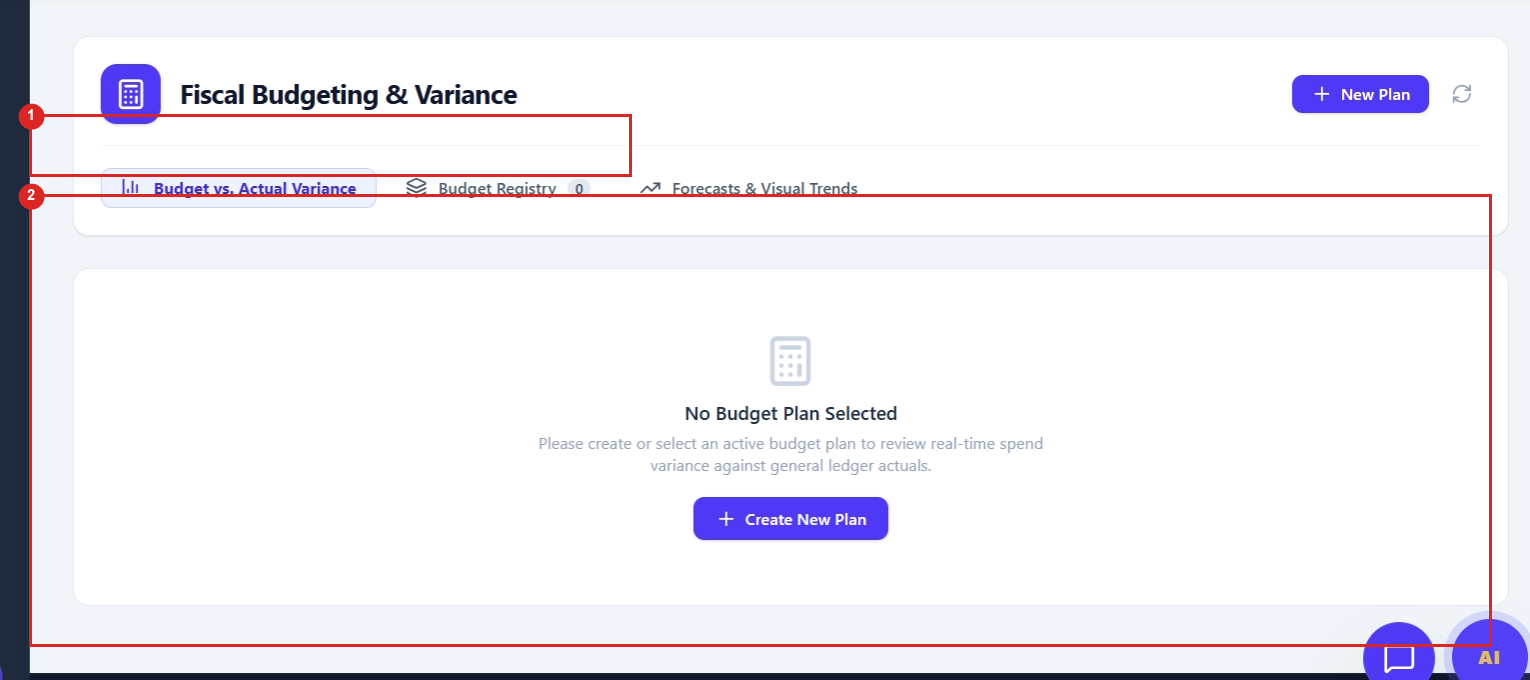 Fiscal Budgeting & Variance
+ New Plan
1
Budget vs. Actual Variance
Budget Registry 0
Forecasts & Visual Trends
2
No Budget Plan Selected
Please create or select an active budget plan to review real-time spend
variance against general ledger actuals.
+ Create New Plan
AI